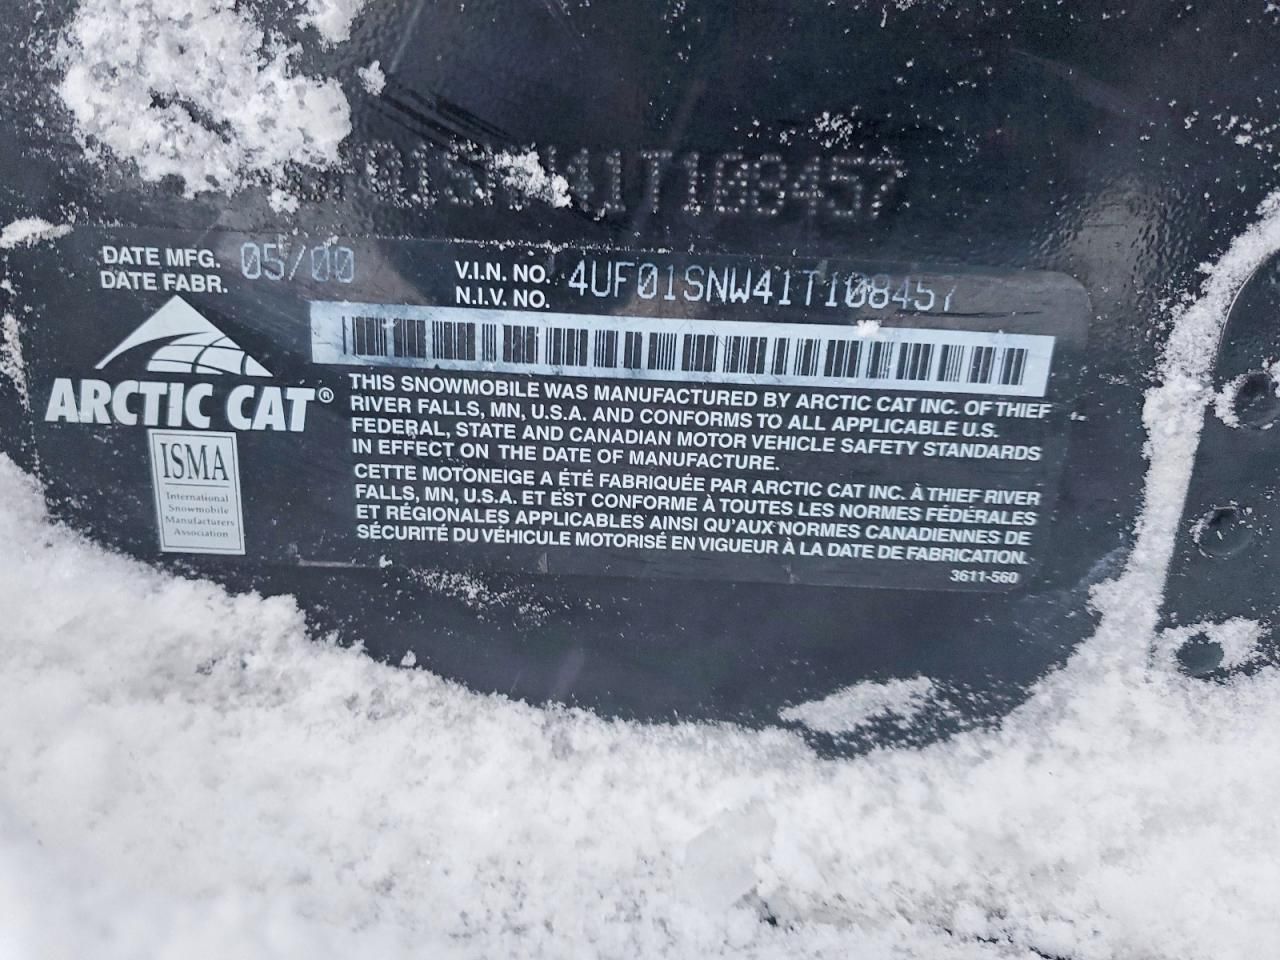 01SN 41T108457
DATE MFG. 05/00
DATE FABR.
V.I.N. NO. 4UF01SNW41T108457
N.I.V. NO.
ARCTIC CAT®
ISMA
International
Snowmobile
Manufacturers
Association
THIS SNOWMOBILE WAS MANUFACTURED BY ARCTIC CAT INC. OF THIEF
RIVER FALLS, MN, U.S.A. AND CONFORMS TO ALL APPLICABLE U.S.
FEDERAL, STATE AND CANADIAN MOTOR VEHICLE SAFETY STANDARDS
IN EFFECT ON THE DATE OF MANUFACTURE.
CETTE MOTONEIGE A ÉTÉ FABRIQUÉE PAR ARCTIC CAT INC. À THIEF RIVER
FALLS, MN, U.S.A. ET EST CONFORME À TOUTES LES NORMES FÉDÉRALES
ET RÉGIONALES APPLICABLES AINSI QU'AUX NORMES CANADIENNES DE
SÉCURITÉ DU VÉHICULE MOTORISÉ EN VIGUEUR À LA DATE DE FABRICATION.
3611-560